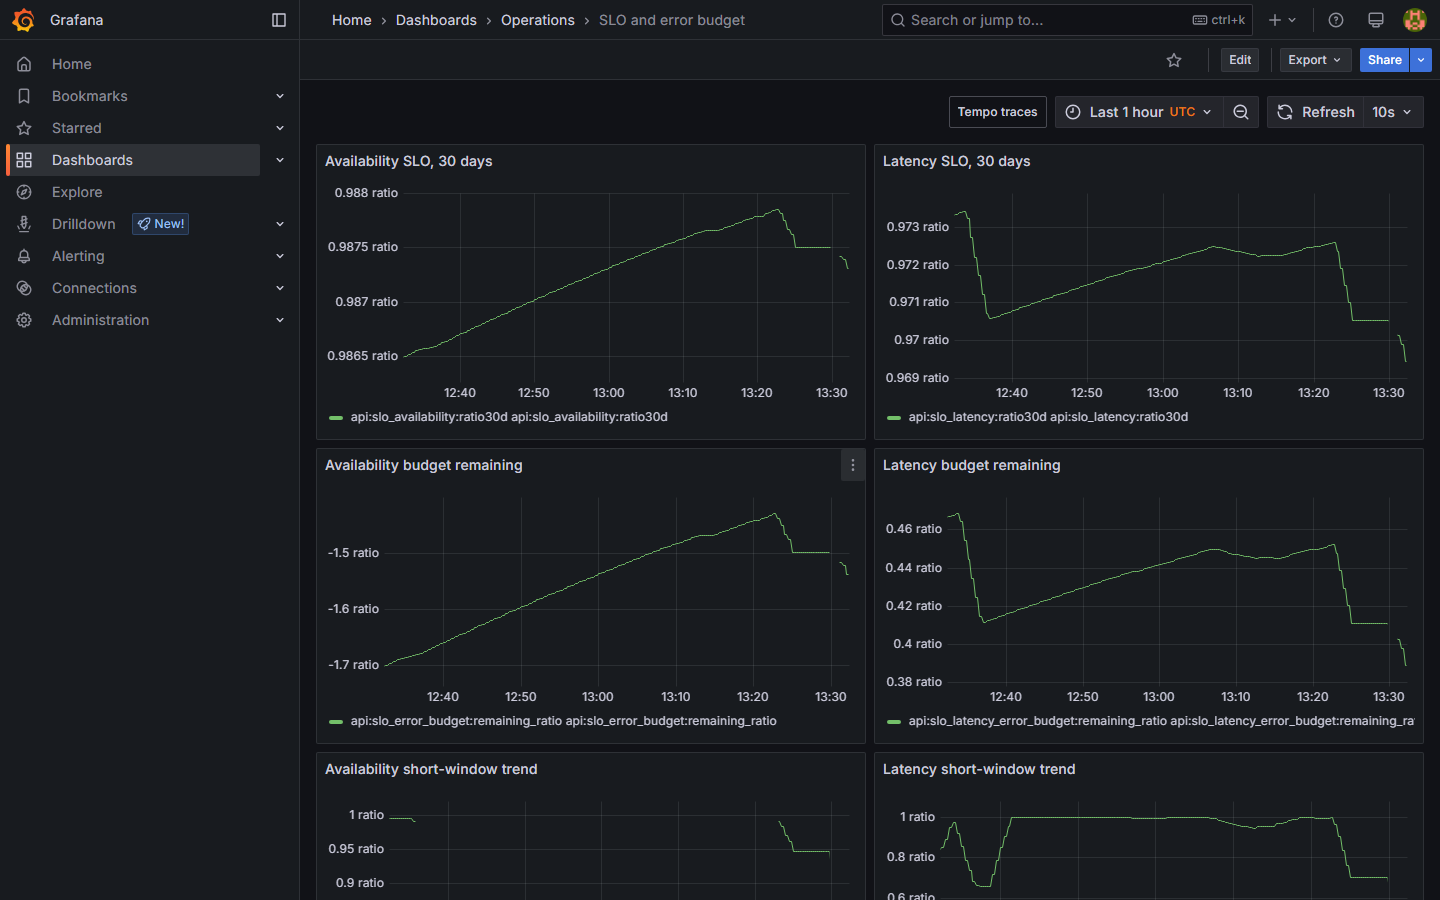 Grafana
Home
Bookmarks
Starred
Dashboards
Explore
Drilldown New!
Alerting
Connections
Administration
Home › Dashboards › Operations › SLO and error budget
Search or jump to... ctrl+k
Edit Export Share
Tempo traces Last 1 hour UTC Refresh 10s
Availability SLO, 30 days
0.988 ratio
0.9875 ratio
0.987 ratio
0.9865 ratio
12:40 12:50 13:00 13:10 13:20 13:30
api:slo_availability:ratio30d api:slo_availability:ratio30d
Latency SLO, 30 days
0.973 ratio
0.972 ratio
0.971 ratio
0.97 ratio
0.969 ratio
12:40 12:50 13:00 13:10 13:20 13:30
api:slo_latency:ratio30d api:slo_latency:ratio30d
Availability budget remaining
-1.5 ratio
-1.6 ratio
-1.7 ratio
12:40 12:50 13:00 13:10 13:20 13:30
api:slo_error_budget:remaining_ratio api:slo_error_budget:remaining_ratio
Latency budget remaining
0.46 ratio
0.44 ratio
0.42 ratio
0.4 ratio
0.38 ratio
12:40 12:50 13:00 13:10 13:20 13:30
api:slo_latency_error_budget:remaining_ratio api:slo_latency_error_budget:remaining_ra
Availability short-window trend
1 ratio
0.95 ratio
0.9 ratio
Latency short-window trend
1 ratio
0.8 ratio
0.6 ratio